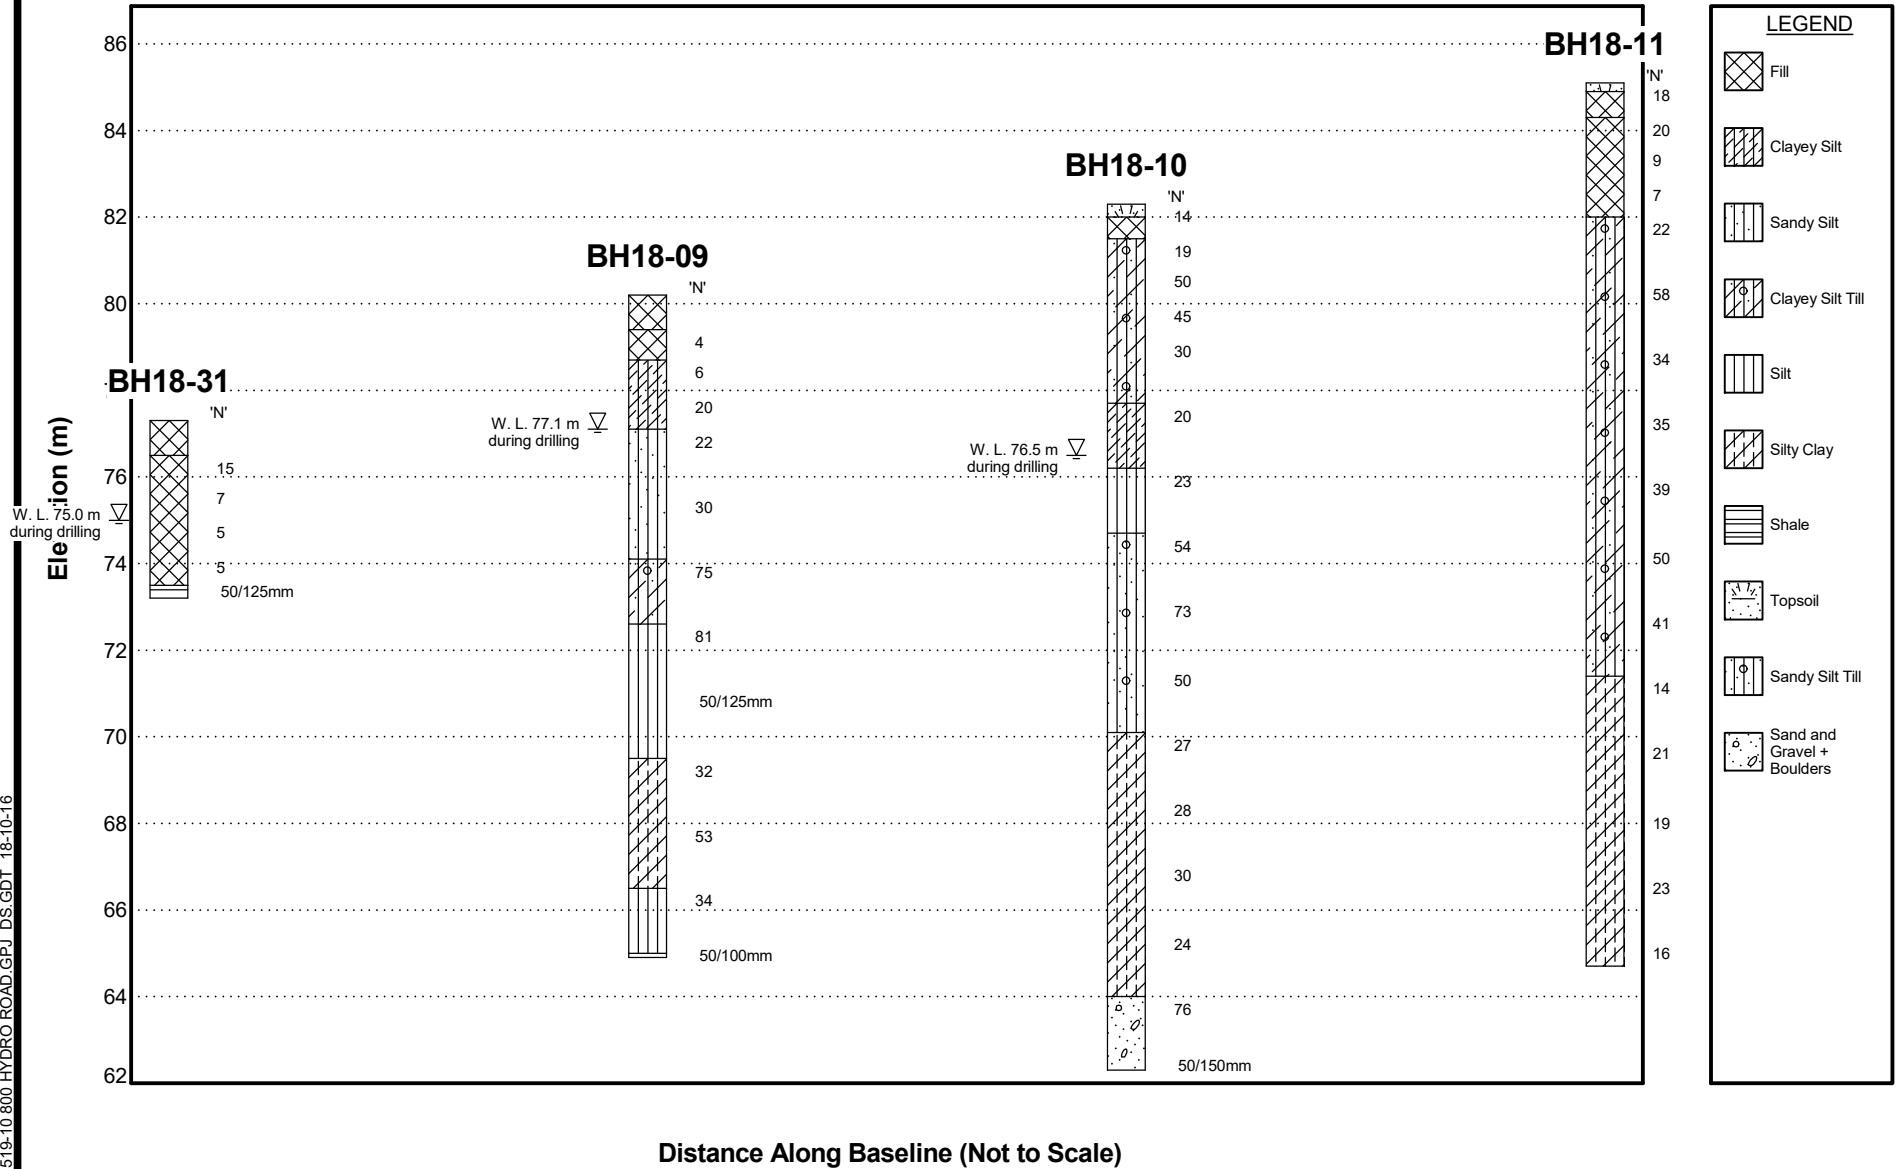 86
84
82
80
76
74
72
70
68
66
64
62
BH18-31
'N'
15
7
5
5
50/125mm
W. L. 75.0 m
during drilling
BH18-09
'N'
4
6
20
22
30
75
81
50/125mm
32
53
34
50/100mm
W. L. 77.1 m
during drilling
BH18-10
'N'
14
19
50
45
30
20
23
54
73
50
27
28
30
24
76
50/150mm
W. L. 76.5 m
during drilling
BH18-11
'N'
18
20
9
7
22
58
34
35
39
50
41
14
21
19
23
16
LEGEND
Fill
Clayey Silt
Sandy Silt
Clayey Silt Till
Silt
Silty Clay
Shale
Topsoil
Sandy Silt Till
Sand and
Gravel +
Boulders
Distance Along Baseline (Not to Scale)
519-10 800 HYDRO ROAD.GPJ DS.GDT 18-10-16